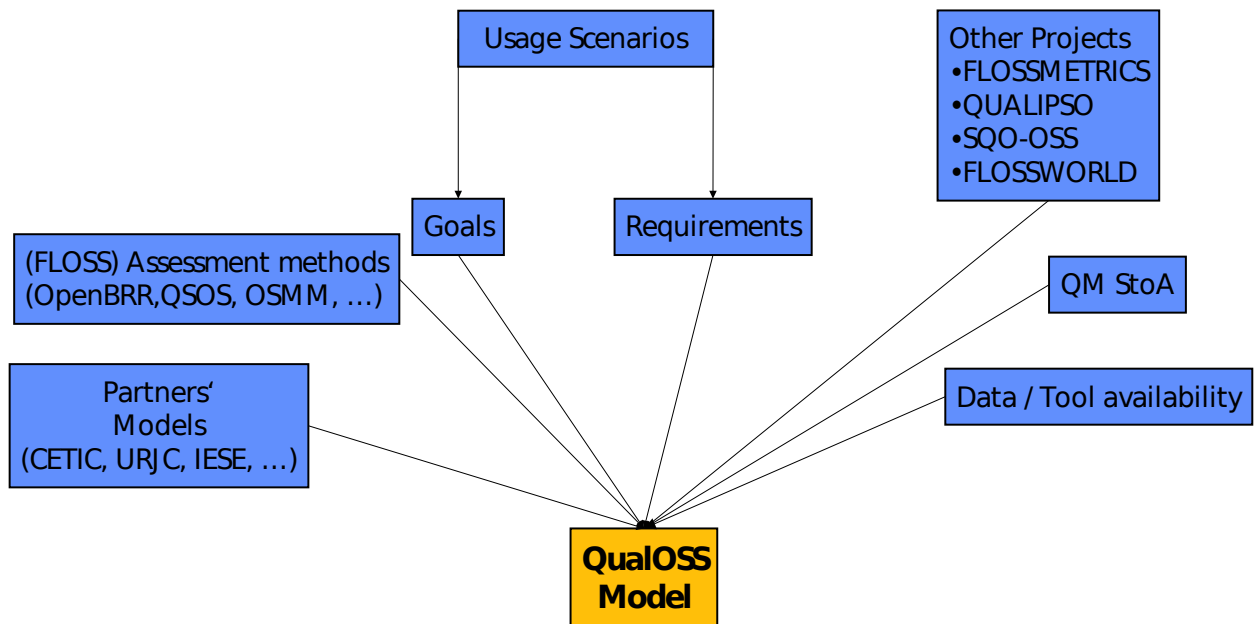 Usage Scenarios
Other Projects
•FLOSSMETRICS
•QUALIPSO
•SQO-OSS
•FLOSSWORLD
Goals
Requirements
(FLOSS) Assessment methods
(OpenBRR,QSOS, OSMM, …)
QM StoA
Partners‘
Models
(CETIC, URJC, IESE, …)
Data / Tool availability
QualOSS
Model